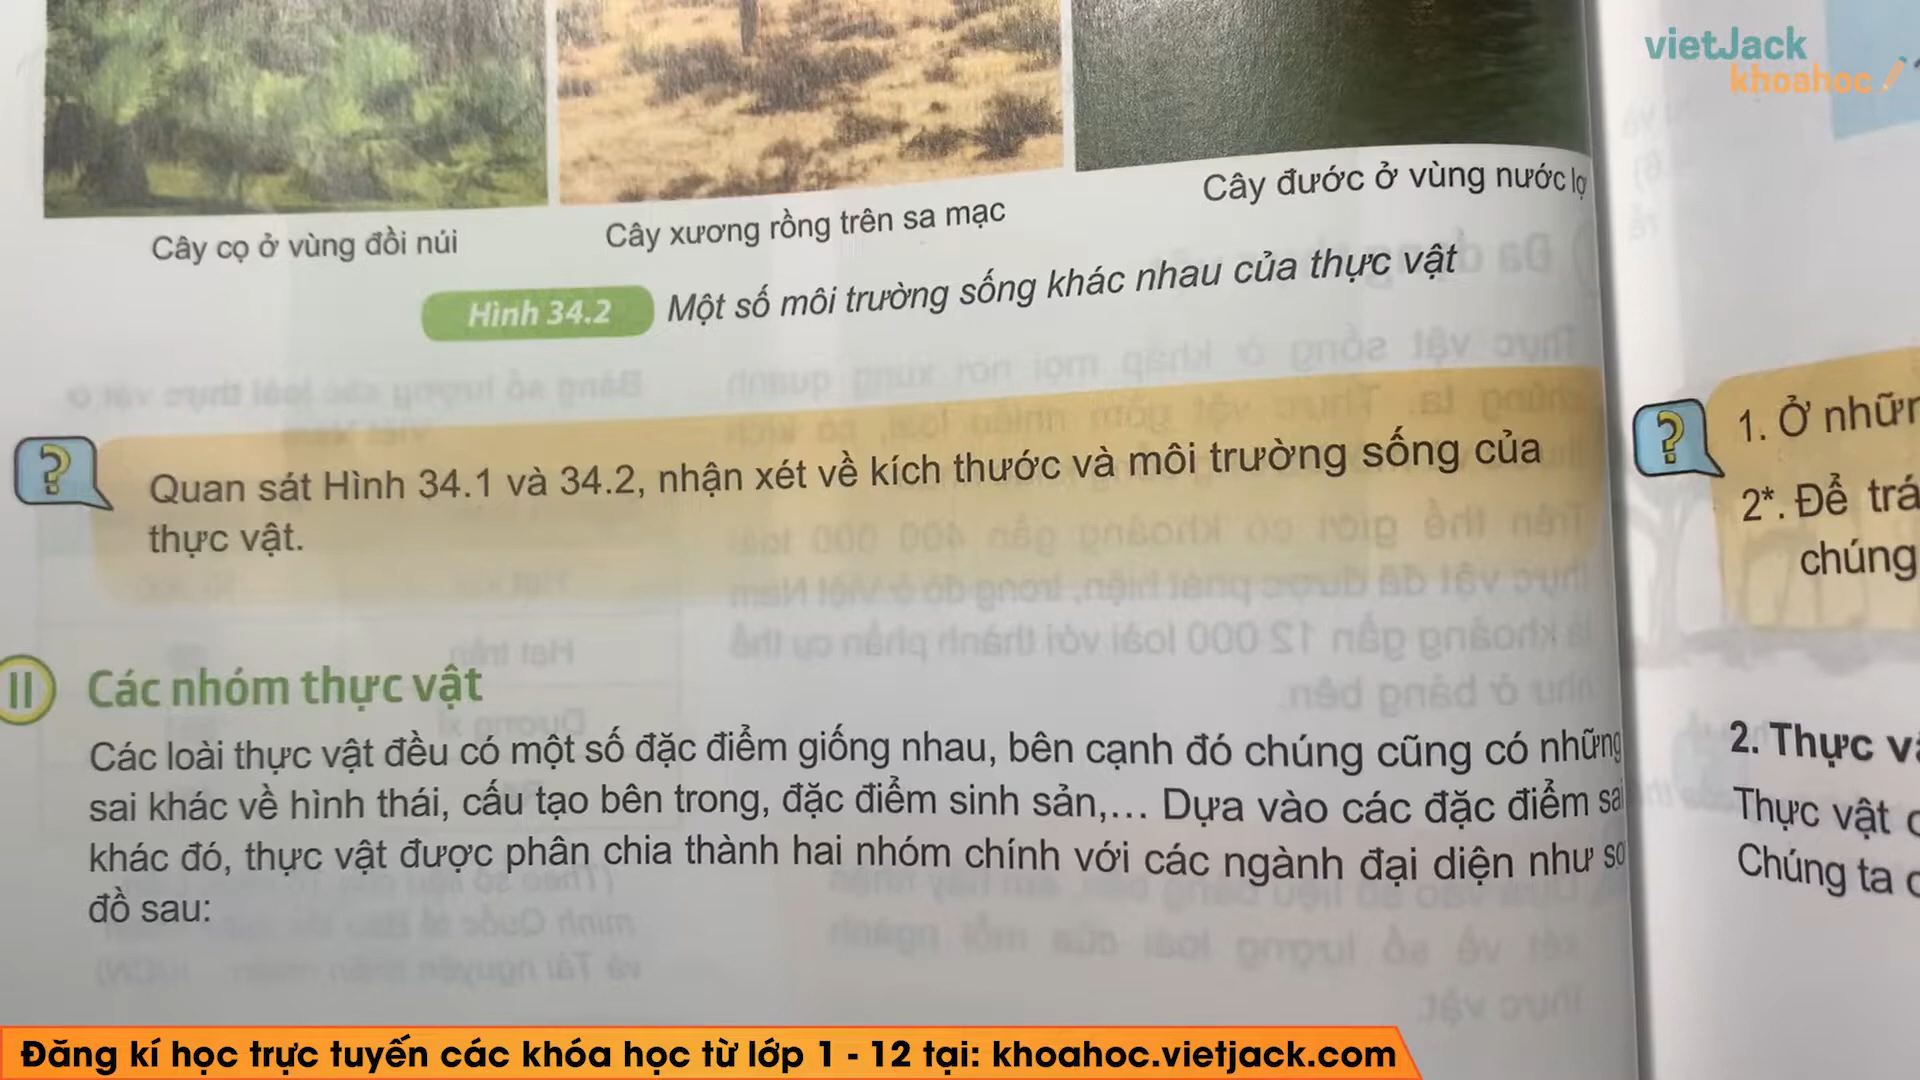 vietJack
khoahoc
Cây cọ ở vùng đồi núi
Cây xương rồng trên sa mạc
Cây đước ở vùng nước lợ
Hình 34.2 Một số môi trường sống khác nhau của thực vật
? Quan sát Hình 34.1 và 34.2, nhận xét về kích thước và môi trường sống của
thực vật.
II Các nhóm thực vật
Các loài thực vật đều có một số đặc điểm giống nhau, bên cạnh đó chúng cũng có những
sai khác về hình thái, cấu tạo bên trong, đặc điểm sinh sản,... Dựa vào các đặc điểm sai
khác đó, thực vật được phân chia thành hai nhóm chính với các ngành đại diện như sơ
đồ sau:
? 1. Ở
2*. Để
chúng
2. Thực
Thực vật
Chúng ta
Đăng kí học trực tuyến các khóa học từ lớp 1 - 12 tại: khoahoc.vietjack.com